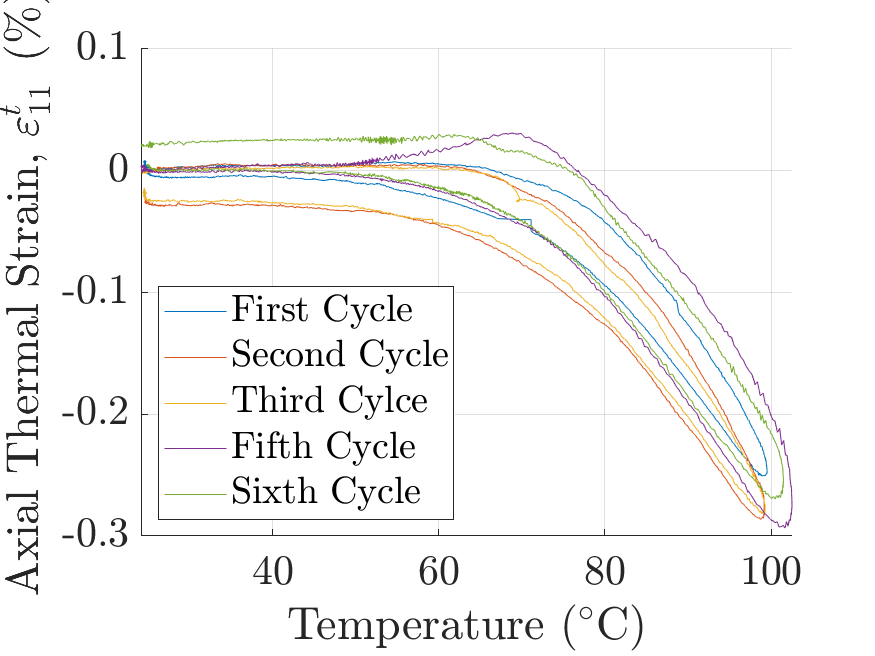 Axial Thermal Strain, ε₁₁ᵗ (%)
0.1
0
-0.1
-0.2
-0.3
First Cycle
Second Cycle
Third Cylce
Fifth Cycle
Sixth Cycle
40 60 80 100
Temperature (°C)